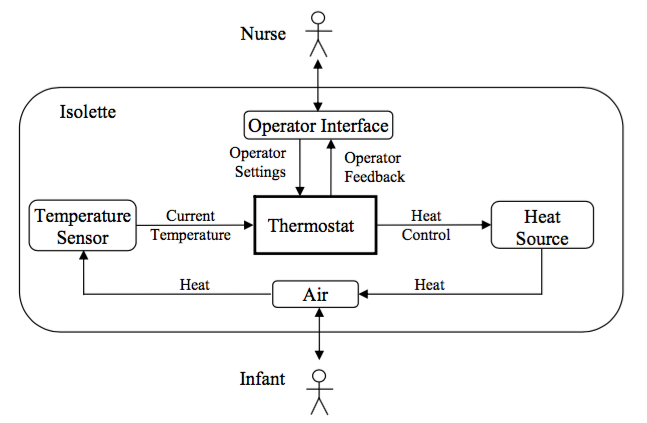 Nurse
Isolette
Operator Interface
Operator
Settings
Operator
Feedback
Temperature
Sensor
Current
Temperature
Thermostat
Heat
Control
Heat
Source
Heat
Air
Heat
Infant